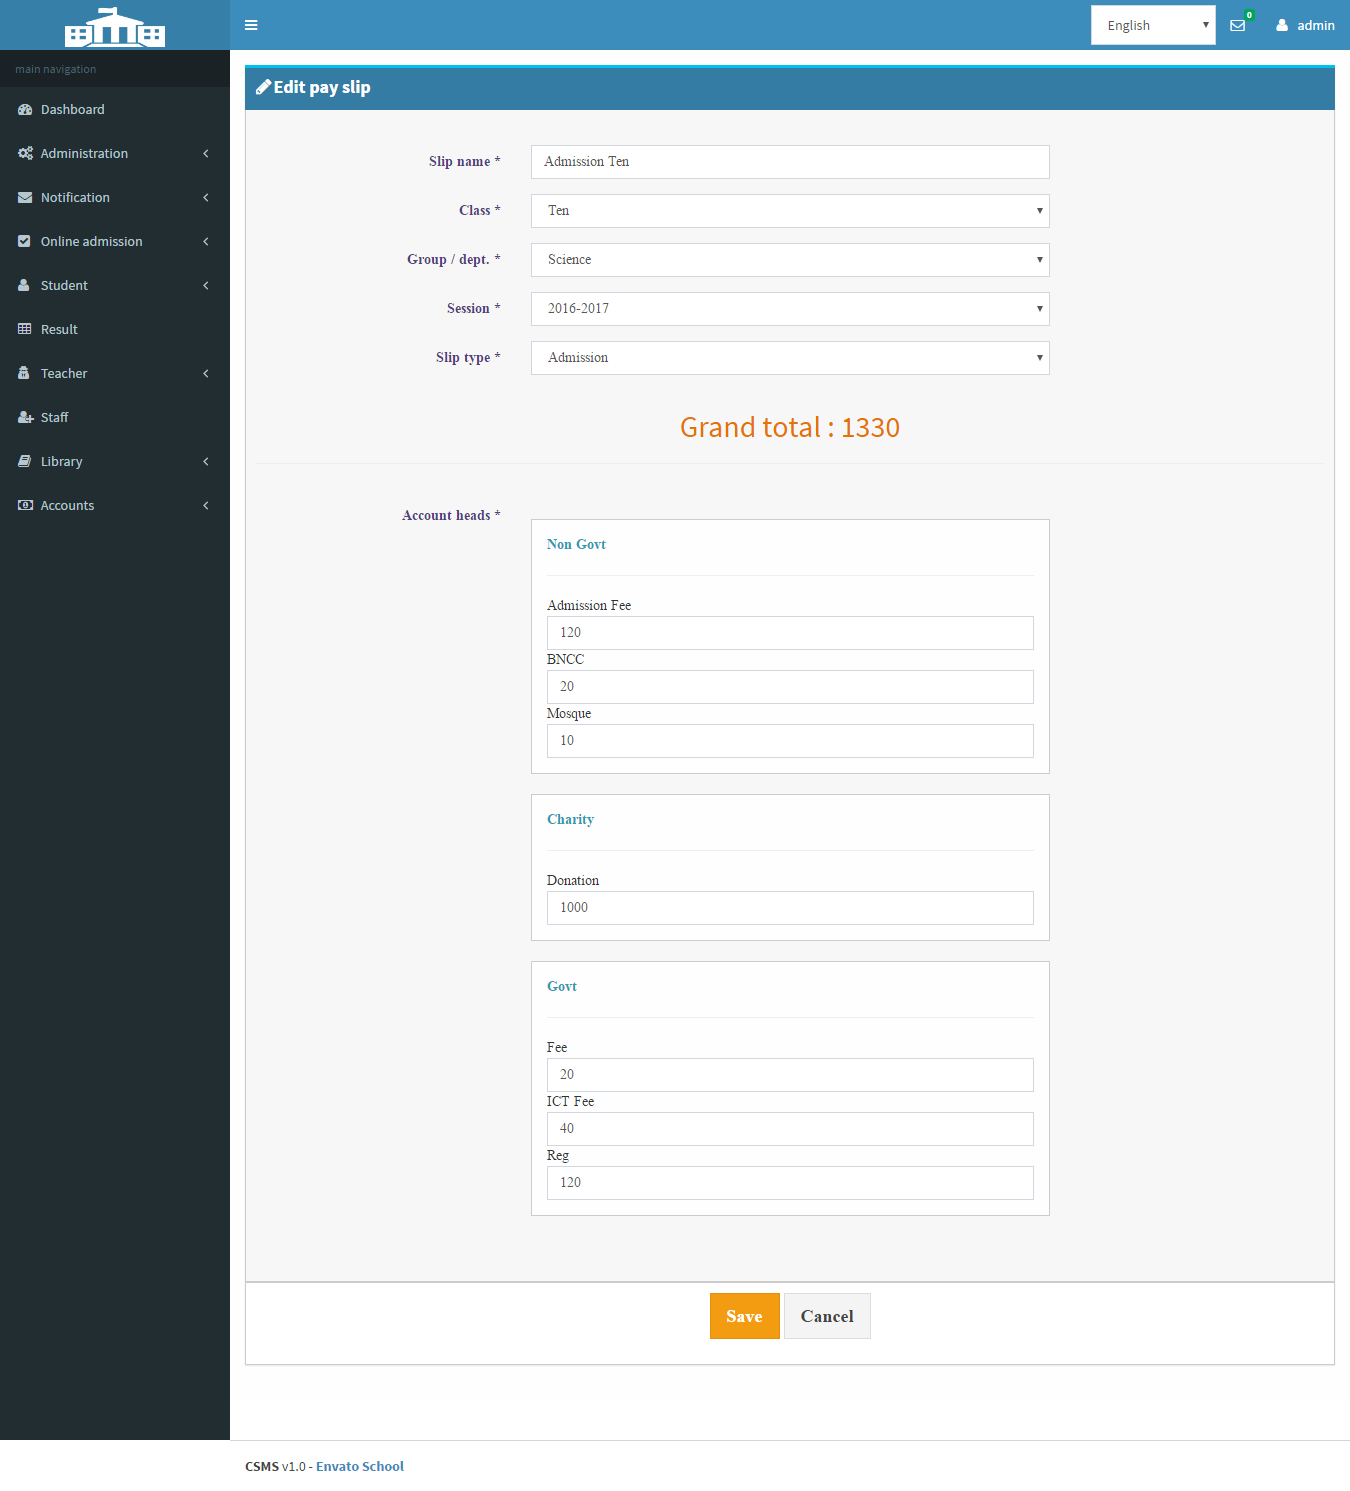 English
0
admin
main navigation
Dashboard
Administration
Notification
Online admission
Student
Result
Teacher
Staff
Library
Accounts
Edit pay slip
Slip name *
Admission Ten
Class *
Ten
Group / dept. *
Science
Session *
2016-2017
Slip type *
Admission
Grand total : 1330
Account heads *
Non Govt
Admission Fee
120
BNCC
20
Mosque
10
Charity
Donation
1000
Govt
Fee
20
ICT Fee
40
Reg
120
Save Cancel
CSMS v1.0 - Envato School